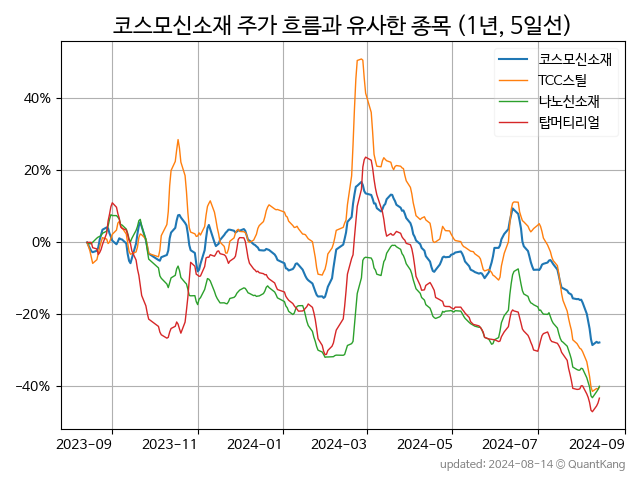 코스모신소재 주가 흐름과 유사한 종목 (1년, 5일선)
코스모신소재
TCC스틸
나노신소재
탑머티리얼
40%
20%
0%
−20%
−40%
2023-09 2023-11 2024-01 2024-03 2024-05 2024-07 2024-09
updated: 2024-08-14 © QuantKang